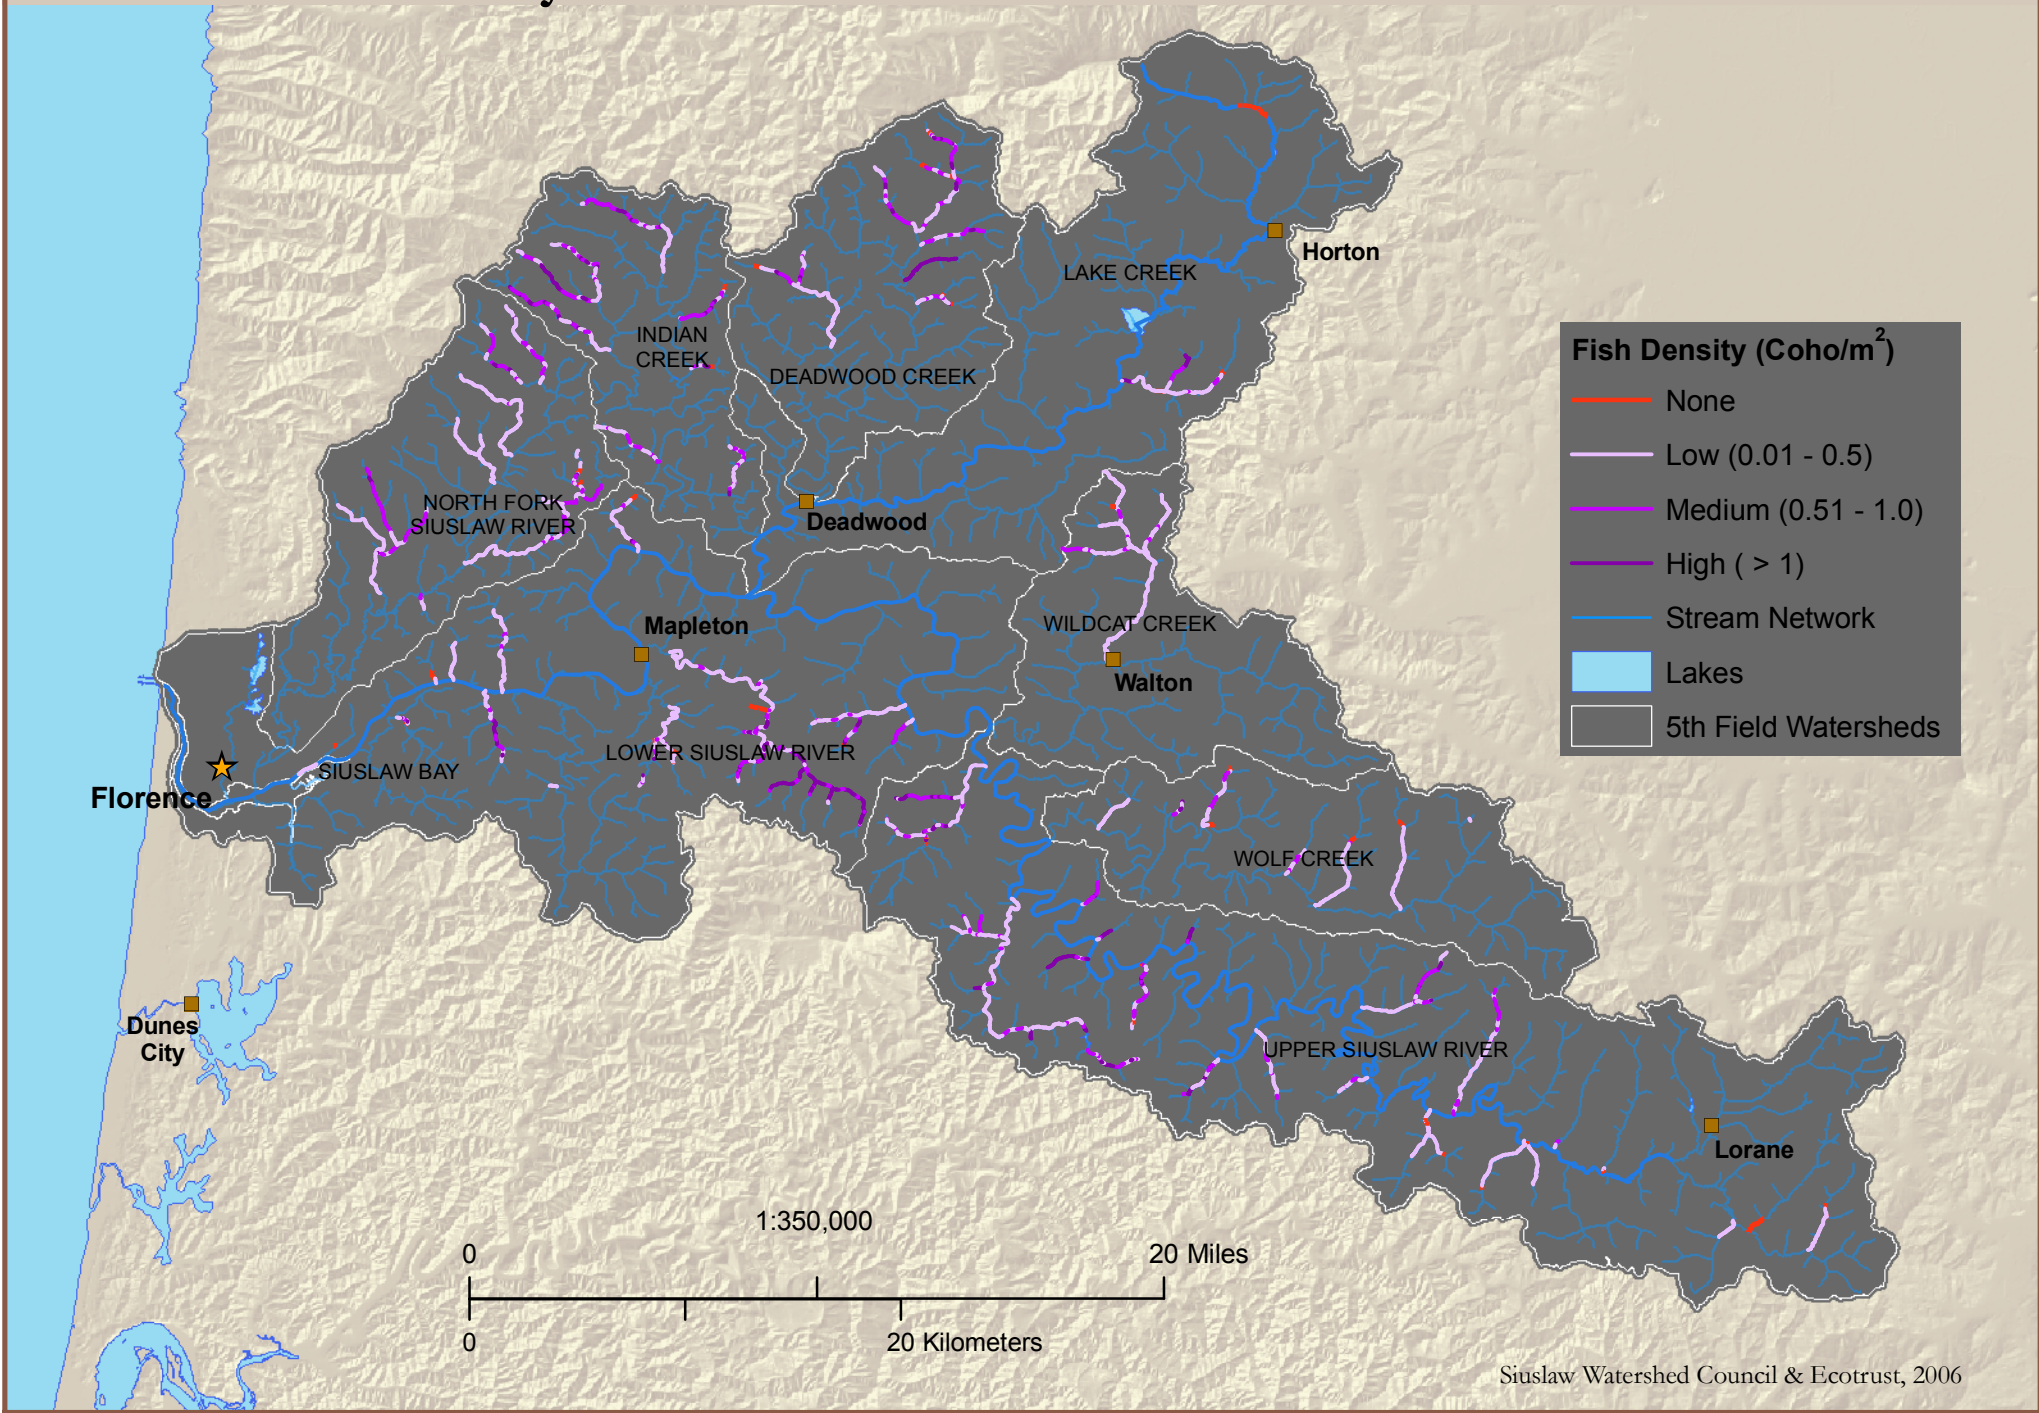 Horton
LAKE CREEK
INDIAN
CREEK
DEADWOOD CREEK
NORTH FORK
SIUSLAW RIVER
Deadwood
Mapleton
WILDCAT CREEK
Walton
LOWER SIUSLAW RIVER
SIUSLAW BAY
Florence
WOLF CREEK
Dunes
City
UPPER SIUSLAW RIVER
Lorane
Fish Density (Coho/m²)
None
Low (0.01 - 0.5)
Medium (0.51 - 1.0)
High ( > 1)
Stream Network
Lakes
5th Field Watersheds
1:350,000
0 20 Miles
0 20 Kilometers
Siuslaw Watershed Council & Ecotrust, 2006